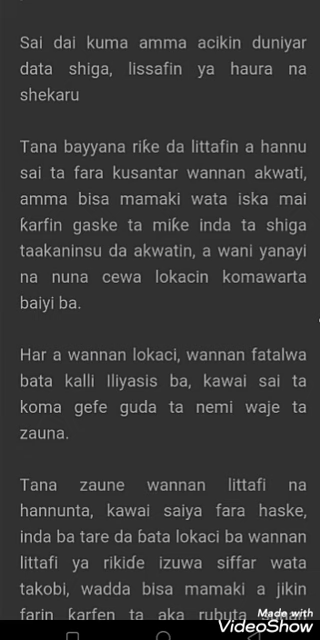 Sai dai kuma amma acikin duniyar
data shiga, lissafin ya haura na
shekaru
Tana bayyana riƙe da littafin a hannu
sai ta fara kusantar wannan akwati,
amma bisa mamaki wata iska mai
ƙarfin gaske ta miƙe inda ta shiga
taakaninsu da akwatin, a wani yanayi
na nuna cewa lokacin komawarta
baiyi ba.
Har a wannan lokaci, wannan fatalwa
bata kalli Iliyasis ba, kawai sai ta
koma gefe guda ta nemi waje ta
zauna.
Tana zaune wannan littafi na
hannunta, kawai saiya fara haske,
inda ba tare da ɓata lokaci ba wannan
littafi ya rikiɗe izuwa siffar wata
takobi, wadda bisa mamaki a jikin
farin ƙarfen ta aka rubuta
Made with
VideoShow